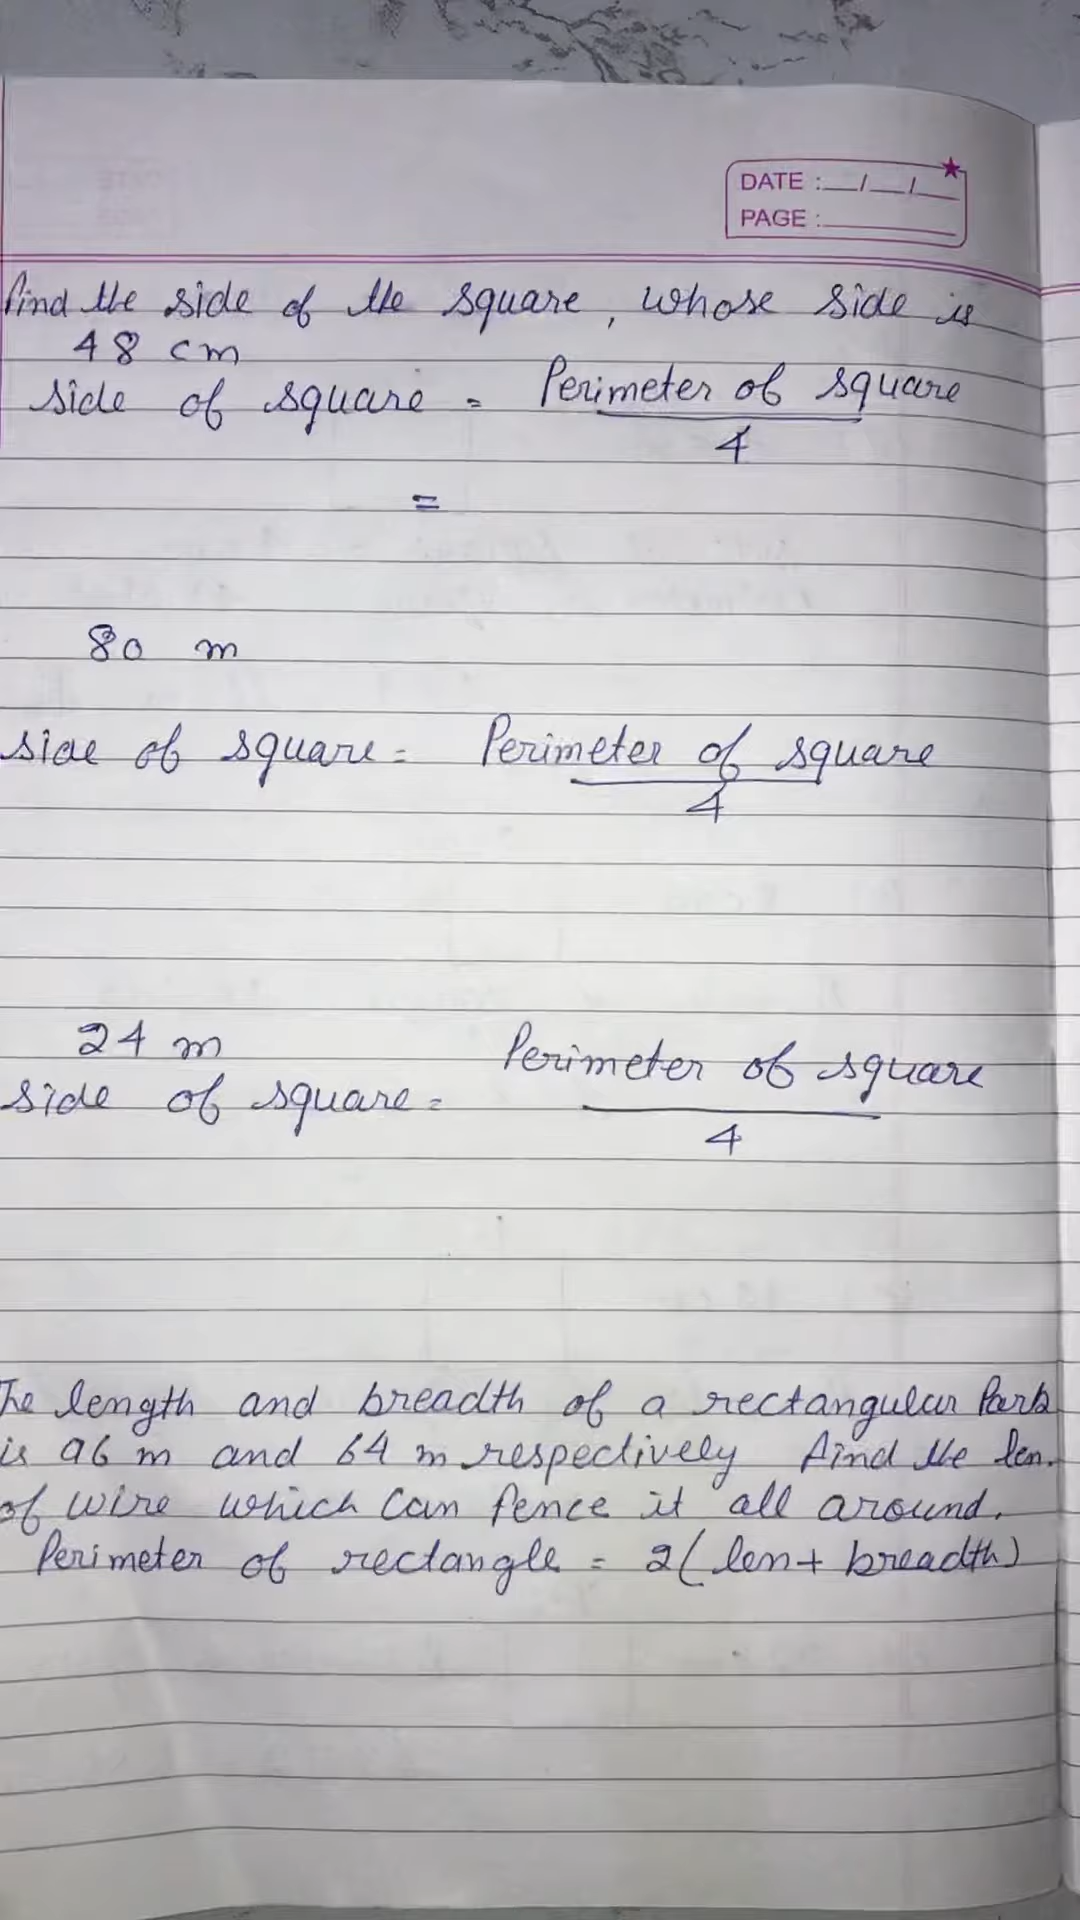 DATE :__/__/__
PAGE :
find the side of the square, whose side is
48 cm
side of square = Perimeter of square
4
=
80 m
side of square = Perimeter of square
4
24 m
side of square = Perimeter of square
4
The length and breadth of a rectangular Park
is 96 m and 64 m respectively find the len.
of wire which can fence it all around.
Perimeter of rectangle = 2( len + breadth)